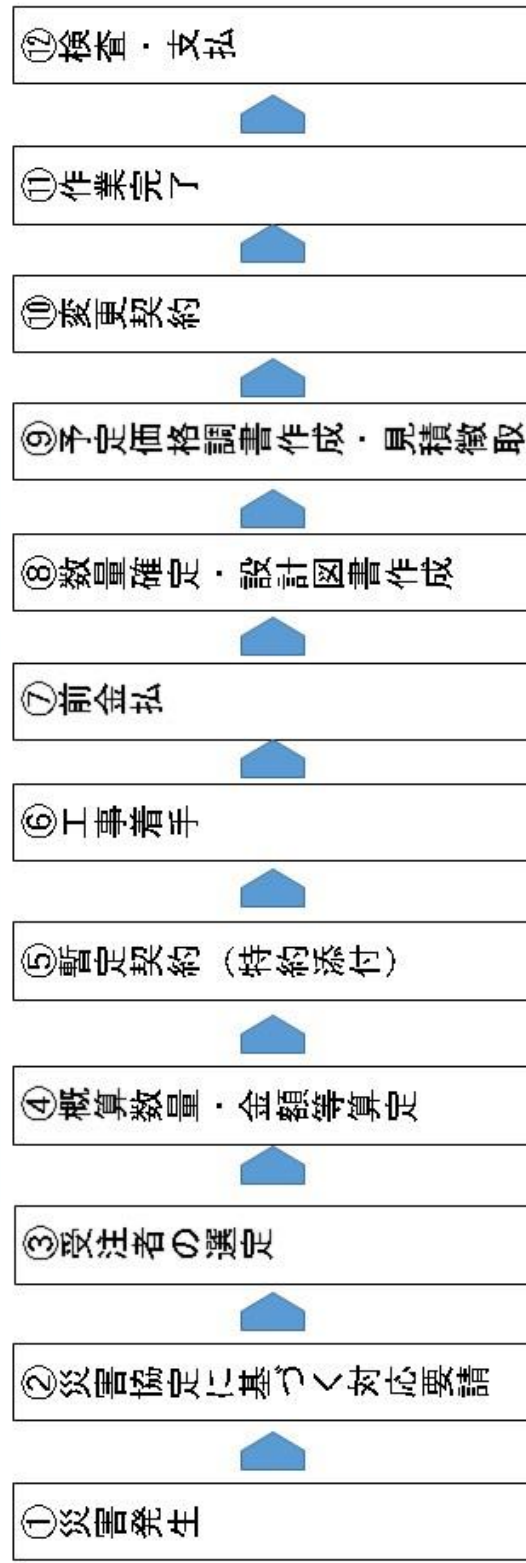 ①災害発生
②災害協定に基づく対応要請
③受注者の選定
④概算数量・金額等算定
⑤暫定契約（特約添付）
⑥工事着手
⑦前金払
⑧数量確定・設計図書作成
⑨予定価格調書作成・見積徴取
⑩変更契約
⑪作業完了
⑫検査・支払